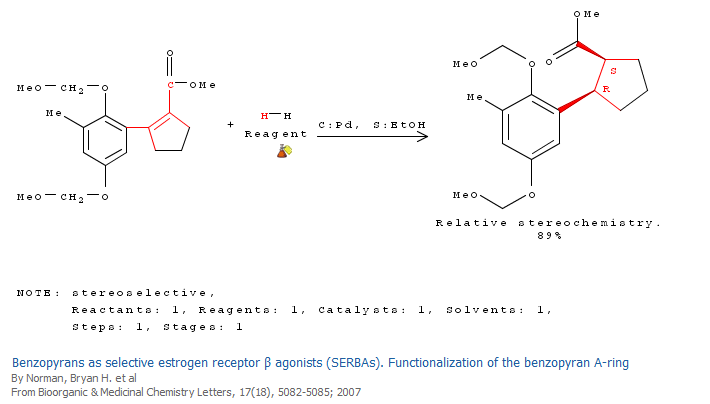 OMe
O
MeO CH2 O
C OMe
Me
MeO CH2 O
+
H H
Reagent
C:Pd, S:EtOH
O
MeO
O
S
R
Me
MeO
O
Relative stereochemistry.
89%
NOTE: stereoselective,
Reactants: 1, Reagents: 1, Catalysts: 1, Solvents: 1,
Steps: 1, Stages: 1
Benzopyrans as selective estrogen receptor β agonists (SERBAs). Functionalization of the benzopyran A-ring
By Norman, Bryan H. et al
From Bioorganic & Medicinal Chemistry Letters, 17(18), 5082-5085; 2007